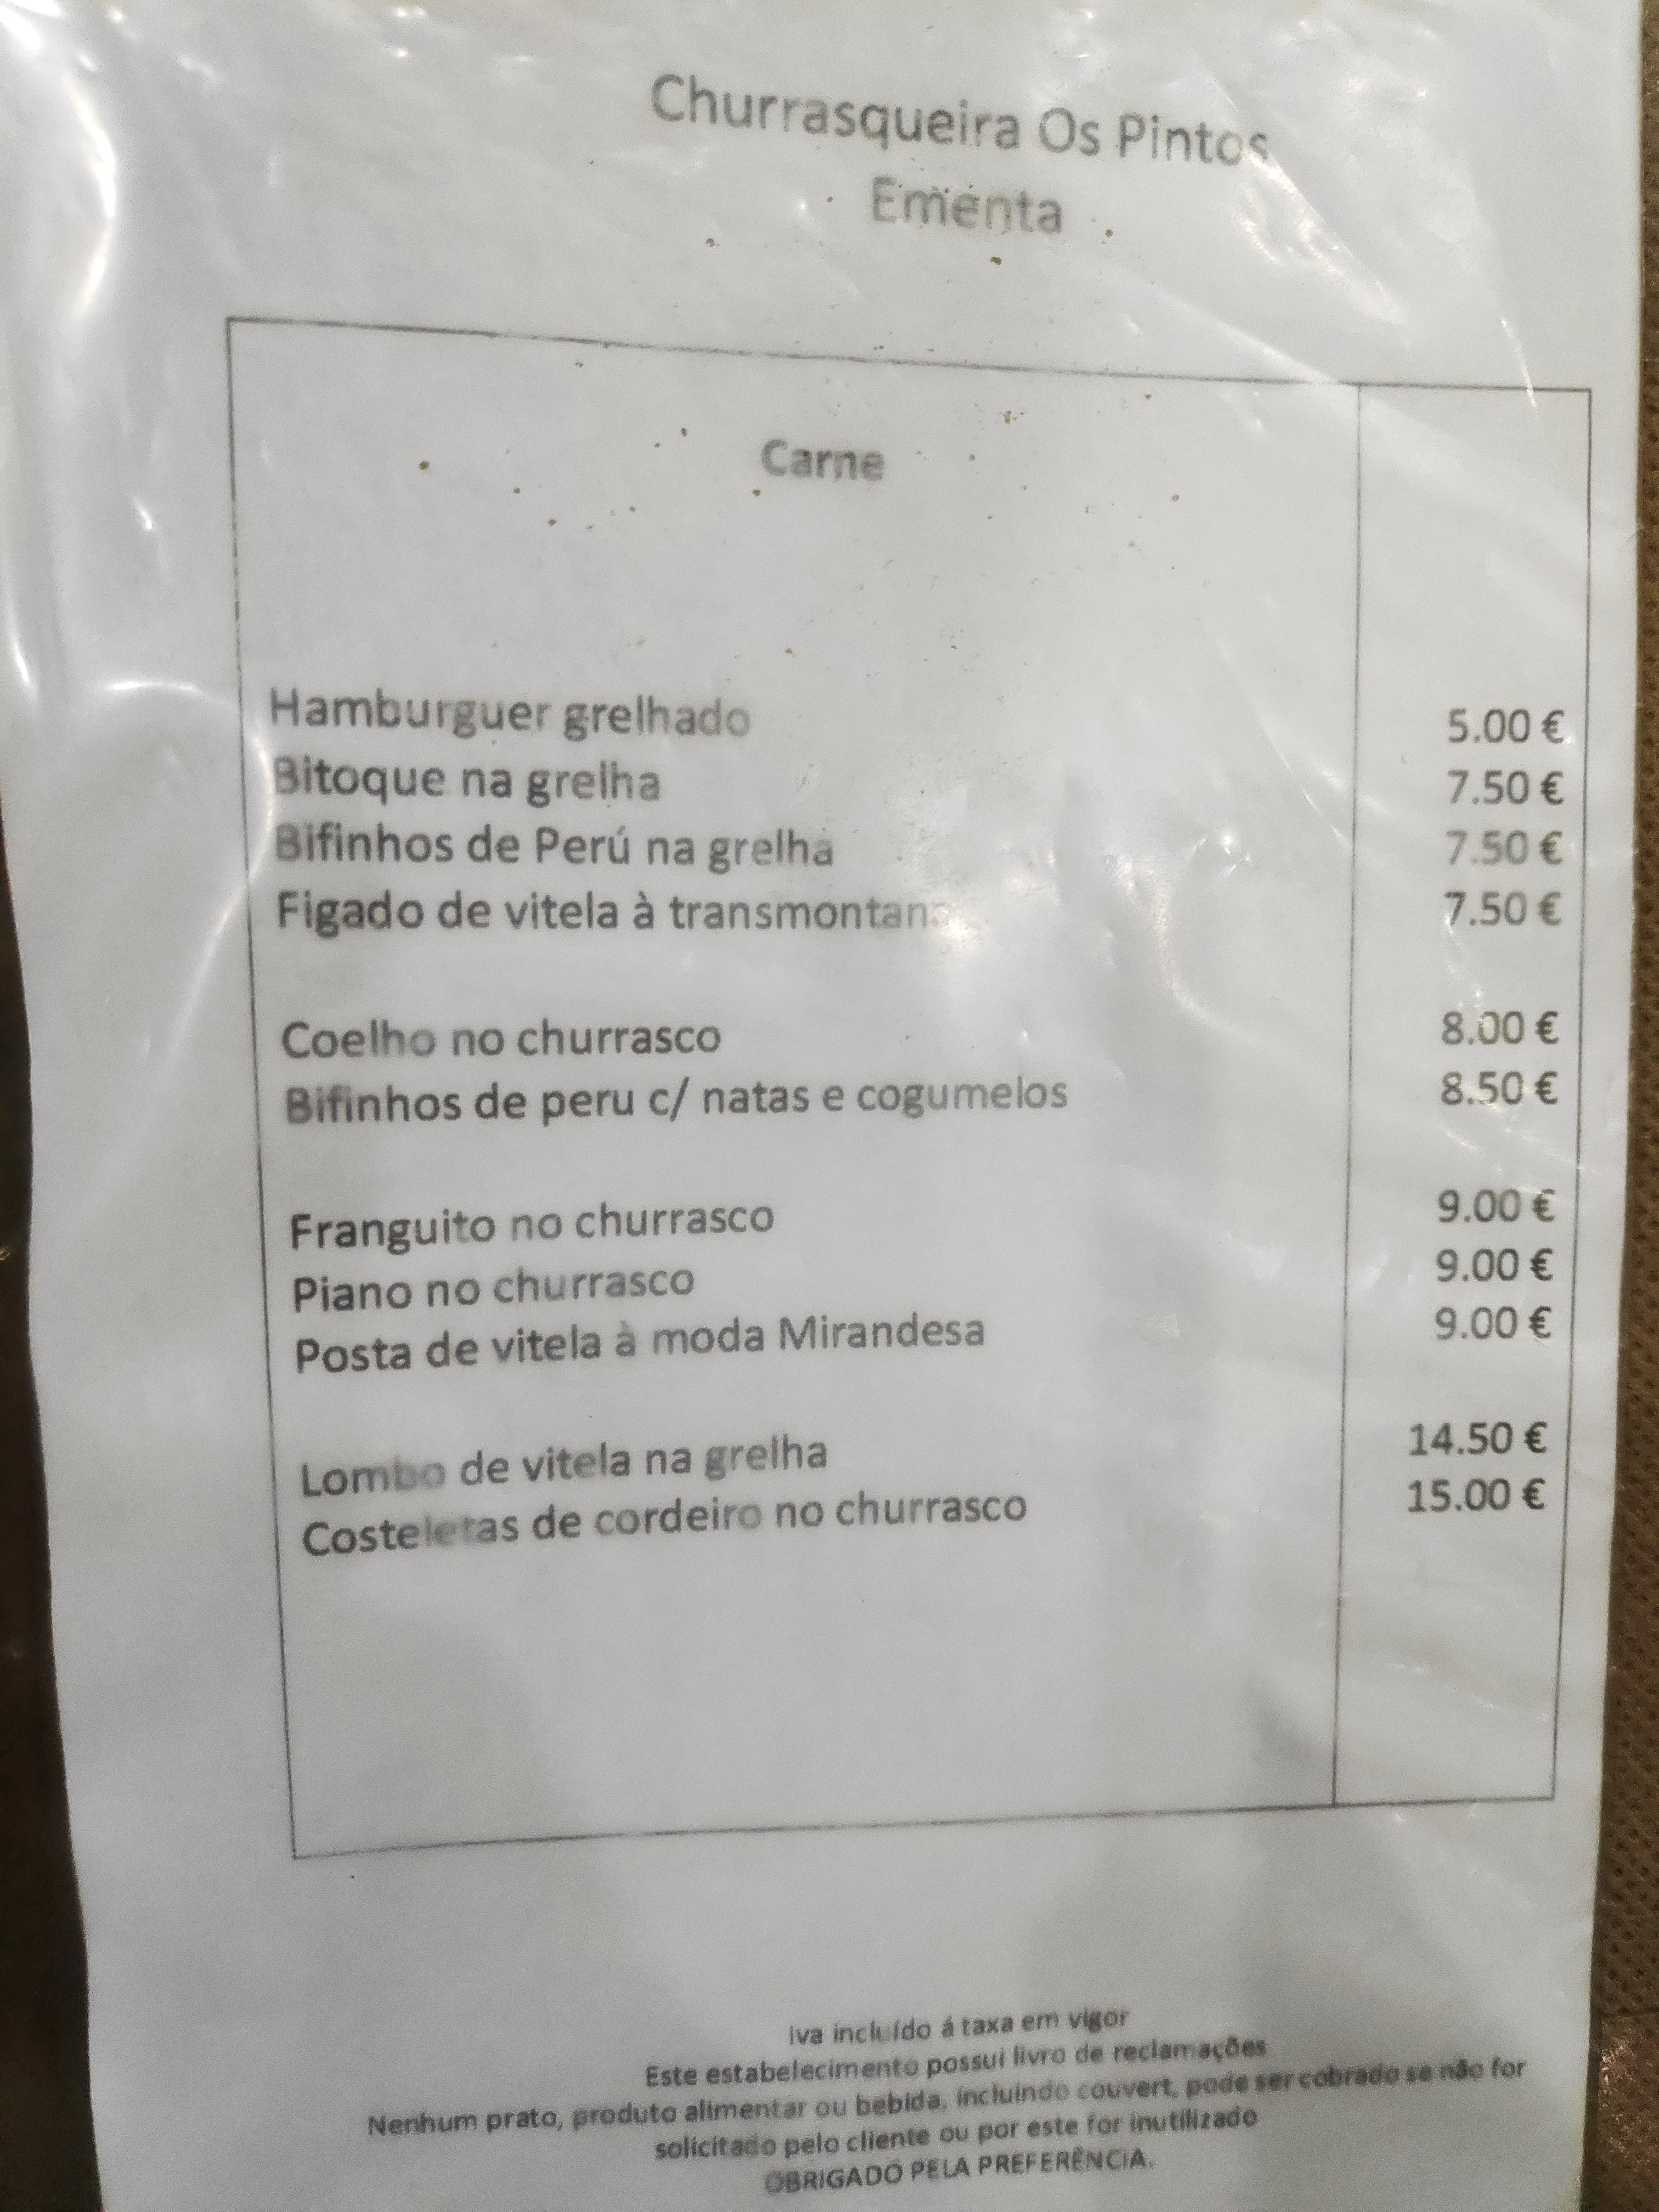 Churrasqueira Os Pintos
Ementa
Carne
Hamburguer grelhado 5.00 €
Bitoque na grelha 7.50 €
Bifinhos de Perú na grelha 7.50 €
Figado de vitela à transmontana 7.50 €
Coelho no churrasco 8.00 €
Bifinhos de peru c/ natas e cogumelos 8.50 €
Franguito no churrasco 9.00 €
Piano no churrasco 9.00 €
Posta de vitela à moda Mirandesa 9.00 €
Lombo de vitela na grelha 14.50 €
Costeletas de cordeiro no churrasco 15.00 €
Iva incluído á taxa em vigor
Este estabelecimento possui livro de reclamações
Nenhum prato, produto alimentar ou bebida, incluindo couvert, pode ser cobrado se não for
solicitado pelo cliente ou por este for inutilizado
OBRIGADO PELA PREFERÊNCIA.